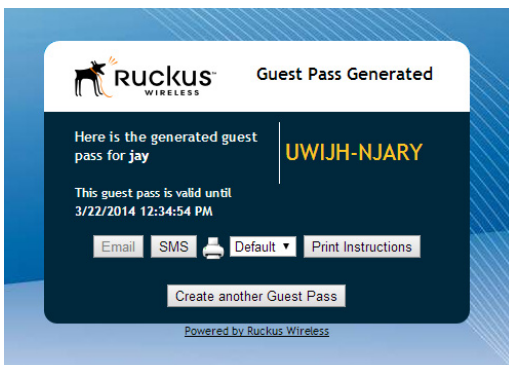 Ruckus™
WIRELESS
Guest Pass Generated
Here is the generated guest
pass for jay
UWIJH-NJARY
This guest pass is valid until
3/22/2014 12:34:54 PM
Email SMS Default Print Instructions
Create another Guest Pass
Powered by Ruckus Wireless